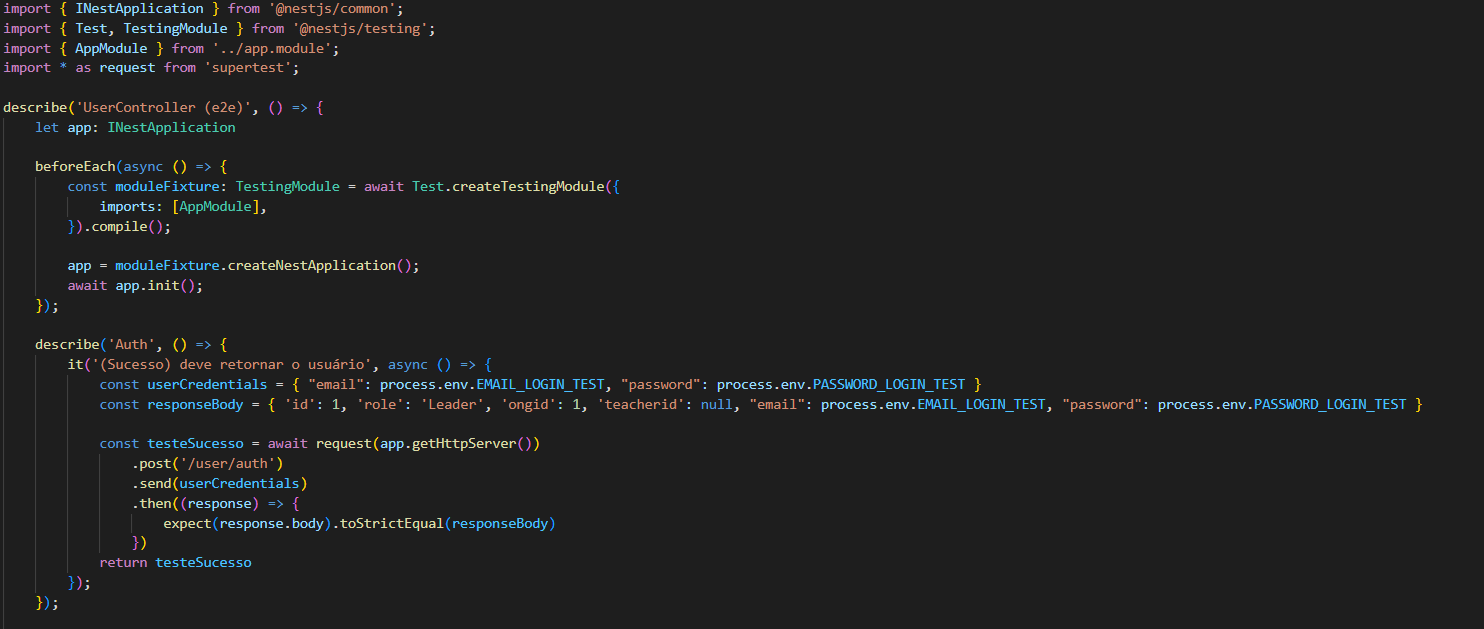 import { INestApplication } from '@nestjs/common';
import { Test, TestingModule } from '@nestjs/testing';
import { AppModule } from '../app.module';
import * as request from 'supertest';

describe('UserController (e2e)', () => {
    let app: INestApplication

    beforeEach(async () => {
        const moduleFixture: TestingModule = await Test.createTestingModule({
            imports: [AppModule],
        }).compile();

        app = moduleFixture.createNestApplication();
        await app.init();
    });

    describe('Auth', () => {
        it('(Sucesso) deve retornar o usuário', async () => {
            const userCredentials = { "email": process.env.EMAIL_LOGIN_TEST, "password": process.env.PASSWORD_LOGIN_TEST }
            const responseBody = { 'id': 1, 'role': 'Leader', 'ongid': 1, 'teacherid': null, "email": process.env.EMAIL_LOGIN_TEST, "password": process.env.PASSWORD_LOGIN_TEST }

            const testeSucesso = await request(app.getHttpServer())
                .post('/user/auth')
                .send(userCredentials)
                .then((response) => {
                    expect(response.body).toStrictEqual(responseBody)
                })
            return testeSucesso
        });
    });